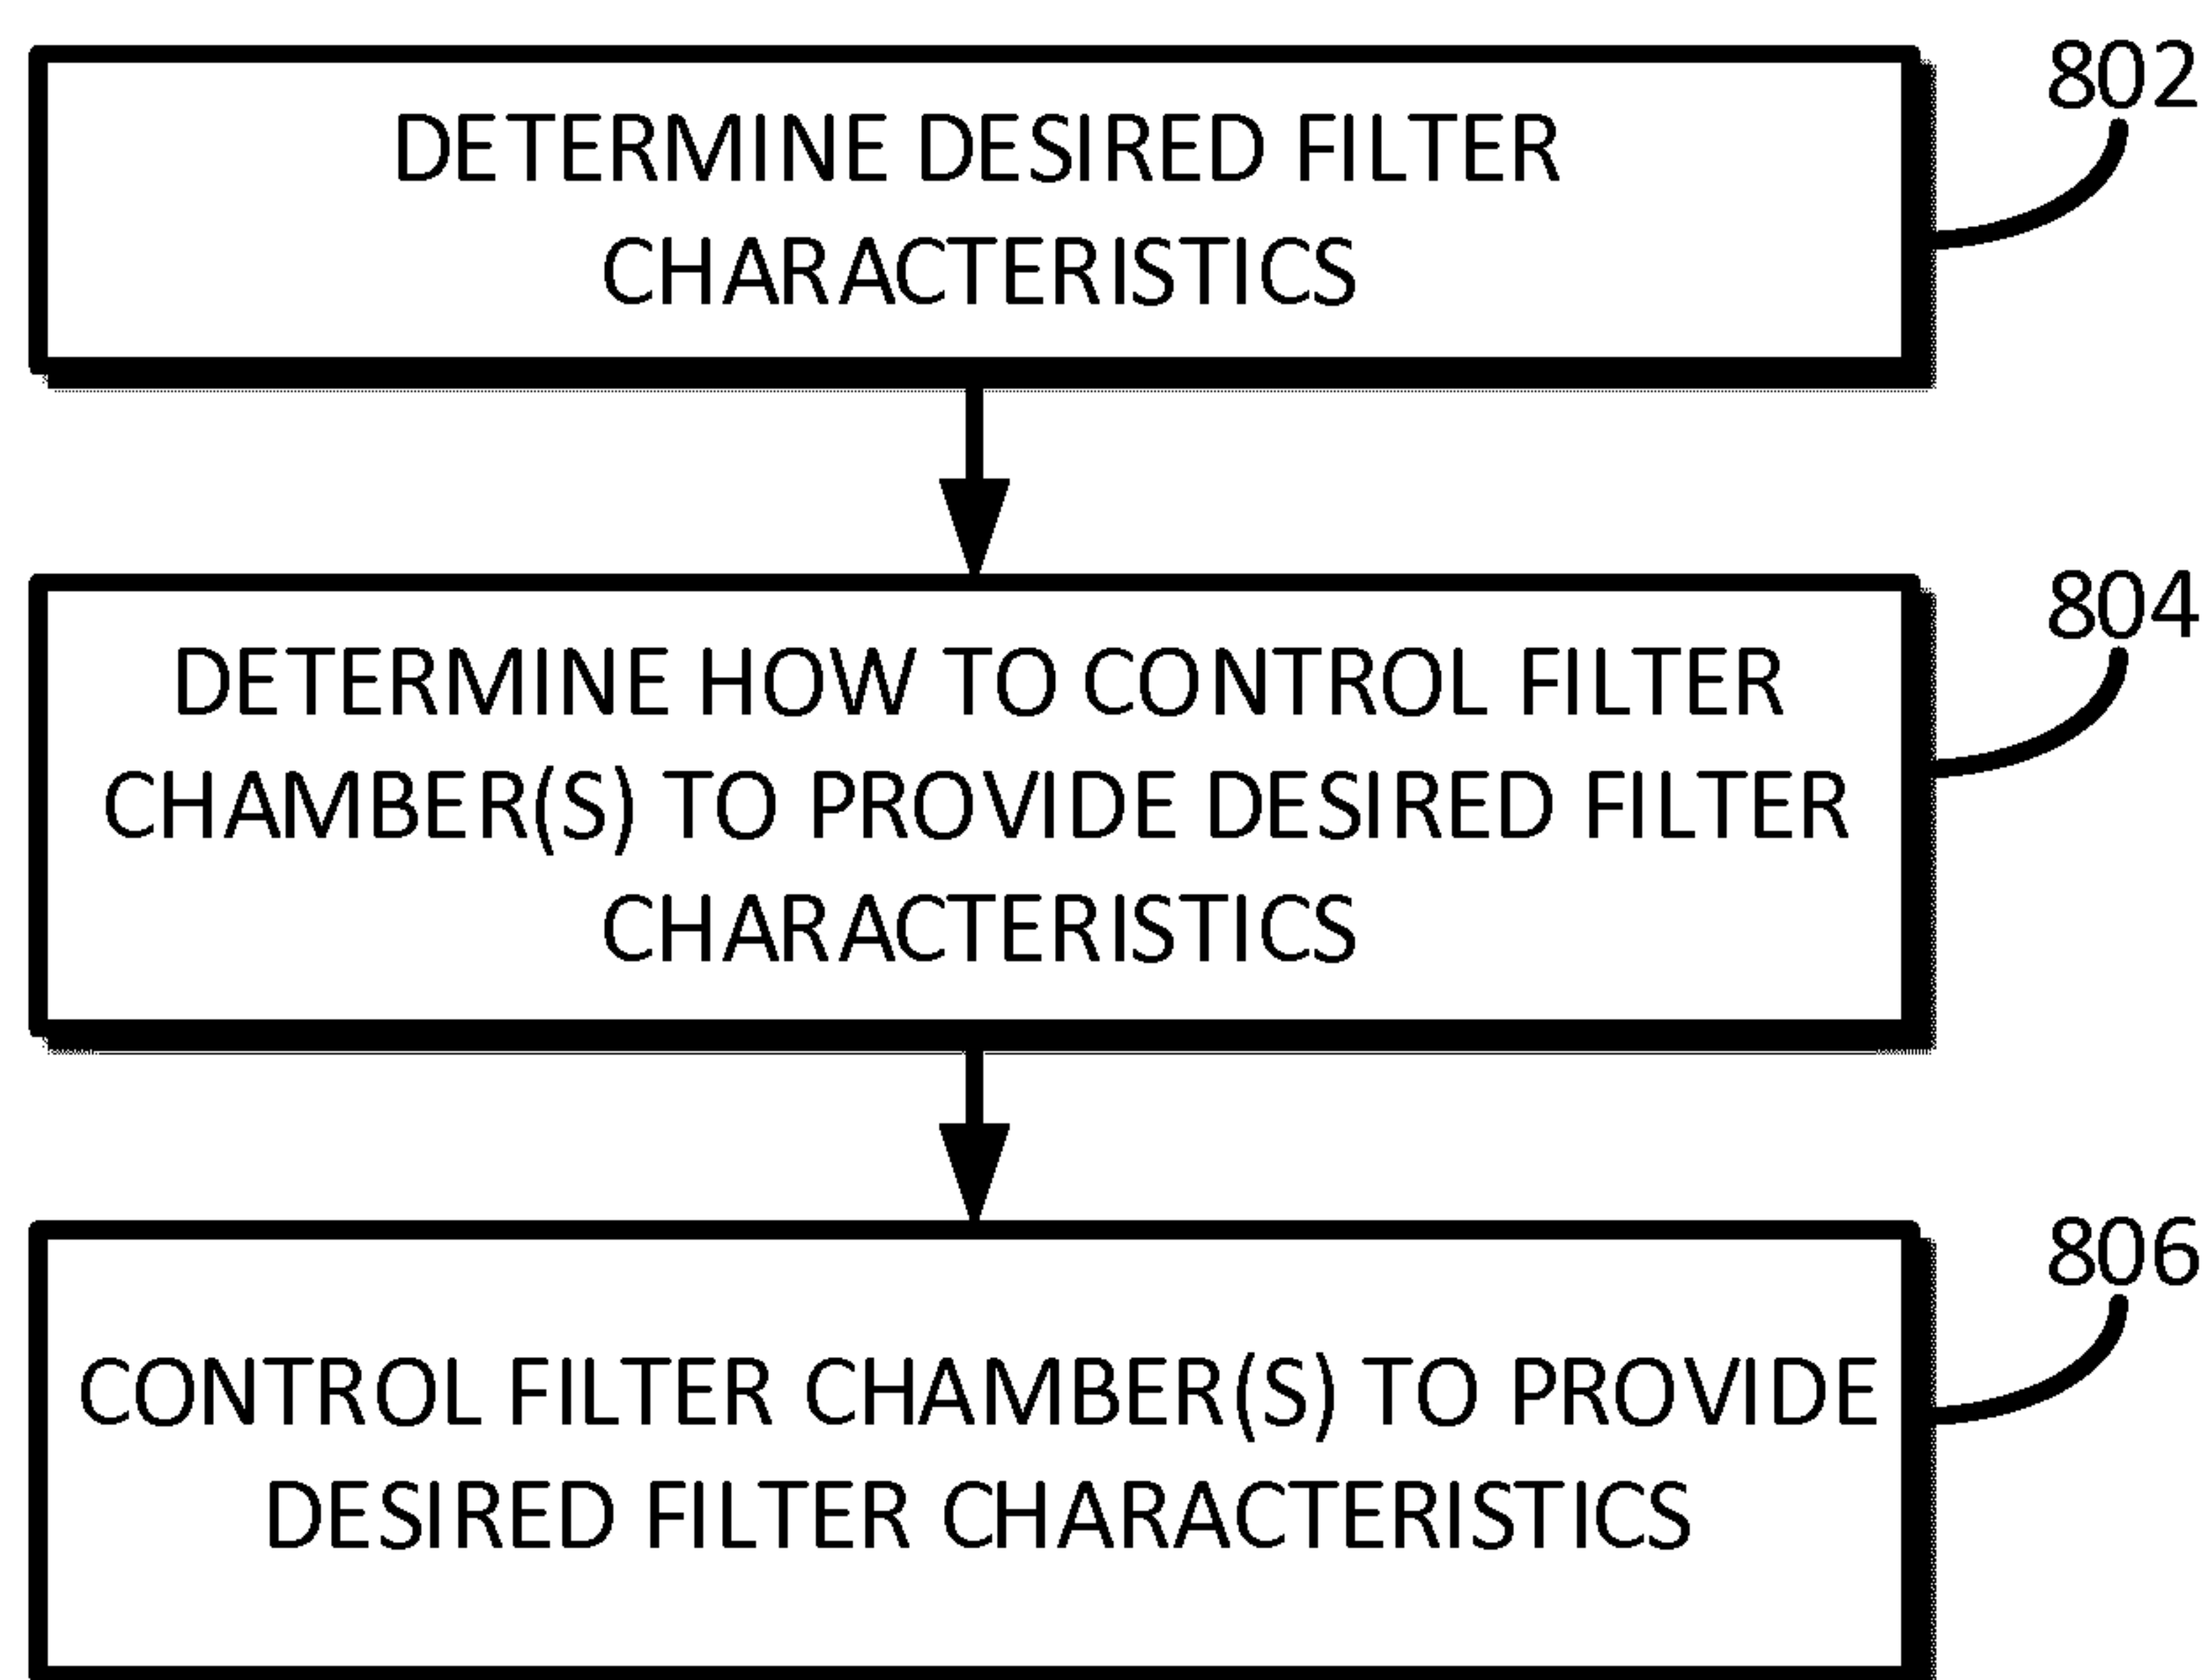 802
DETERMINE DESIRED FILTER
CHARACTERISTICS
804
DETERMINE HOW TO CONTROL FILTER
CHAMBER(S) TO PROVIDE DESIRED FILTER
CHARACTERISTICS
806
CONTROL FILTER CHAMBER(S) TO PROVIDE
DESIRED FILTER CHARACTERISTICS